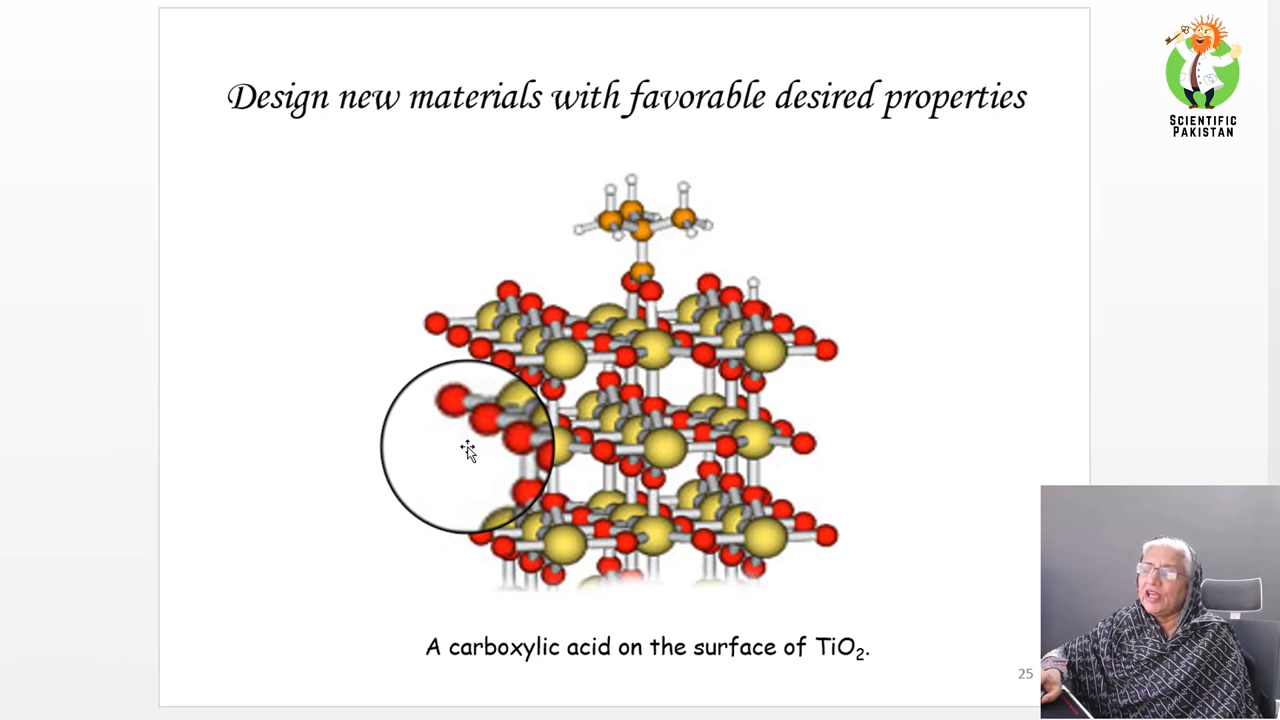 Design new materials with favorable desired properties
SCIENTIFIC
PAKISTAN
A carboxylic acid on the surface of TiO₂.
25